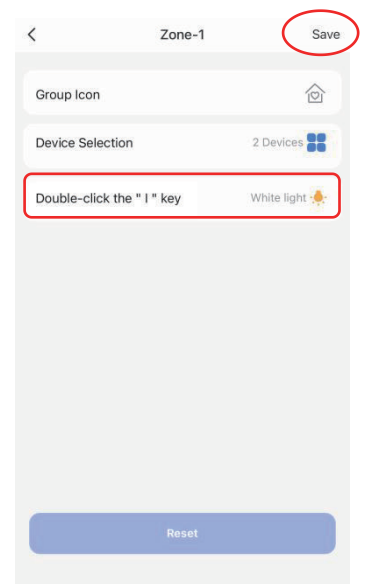 Zone-1
Save
Group Icon
Device Selection
2 Devices
Double-click the " I " key
White light
Reset